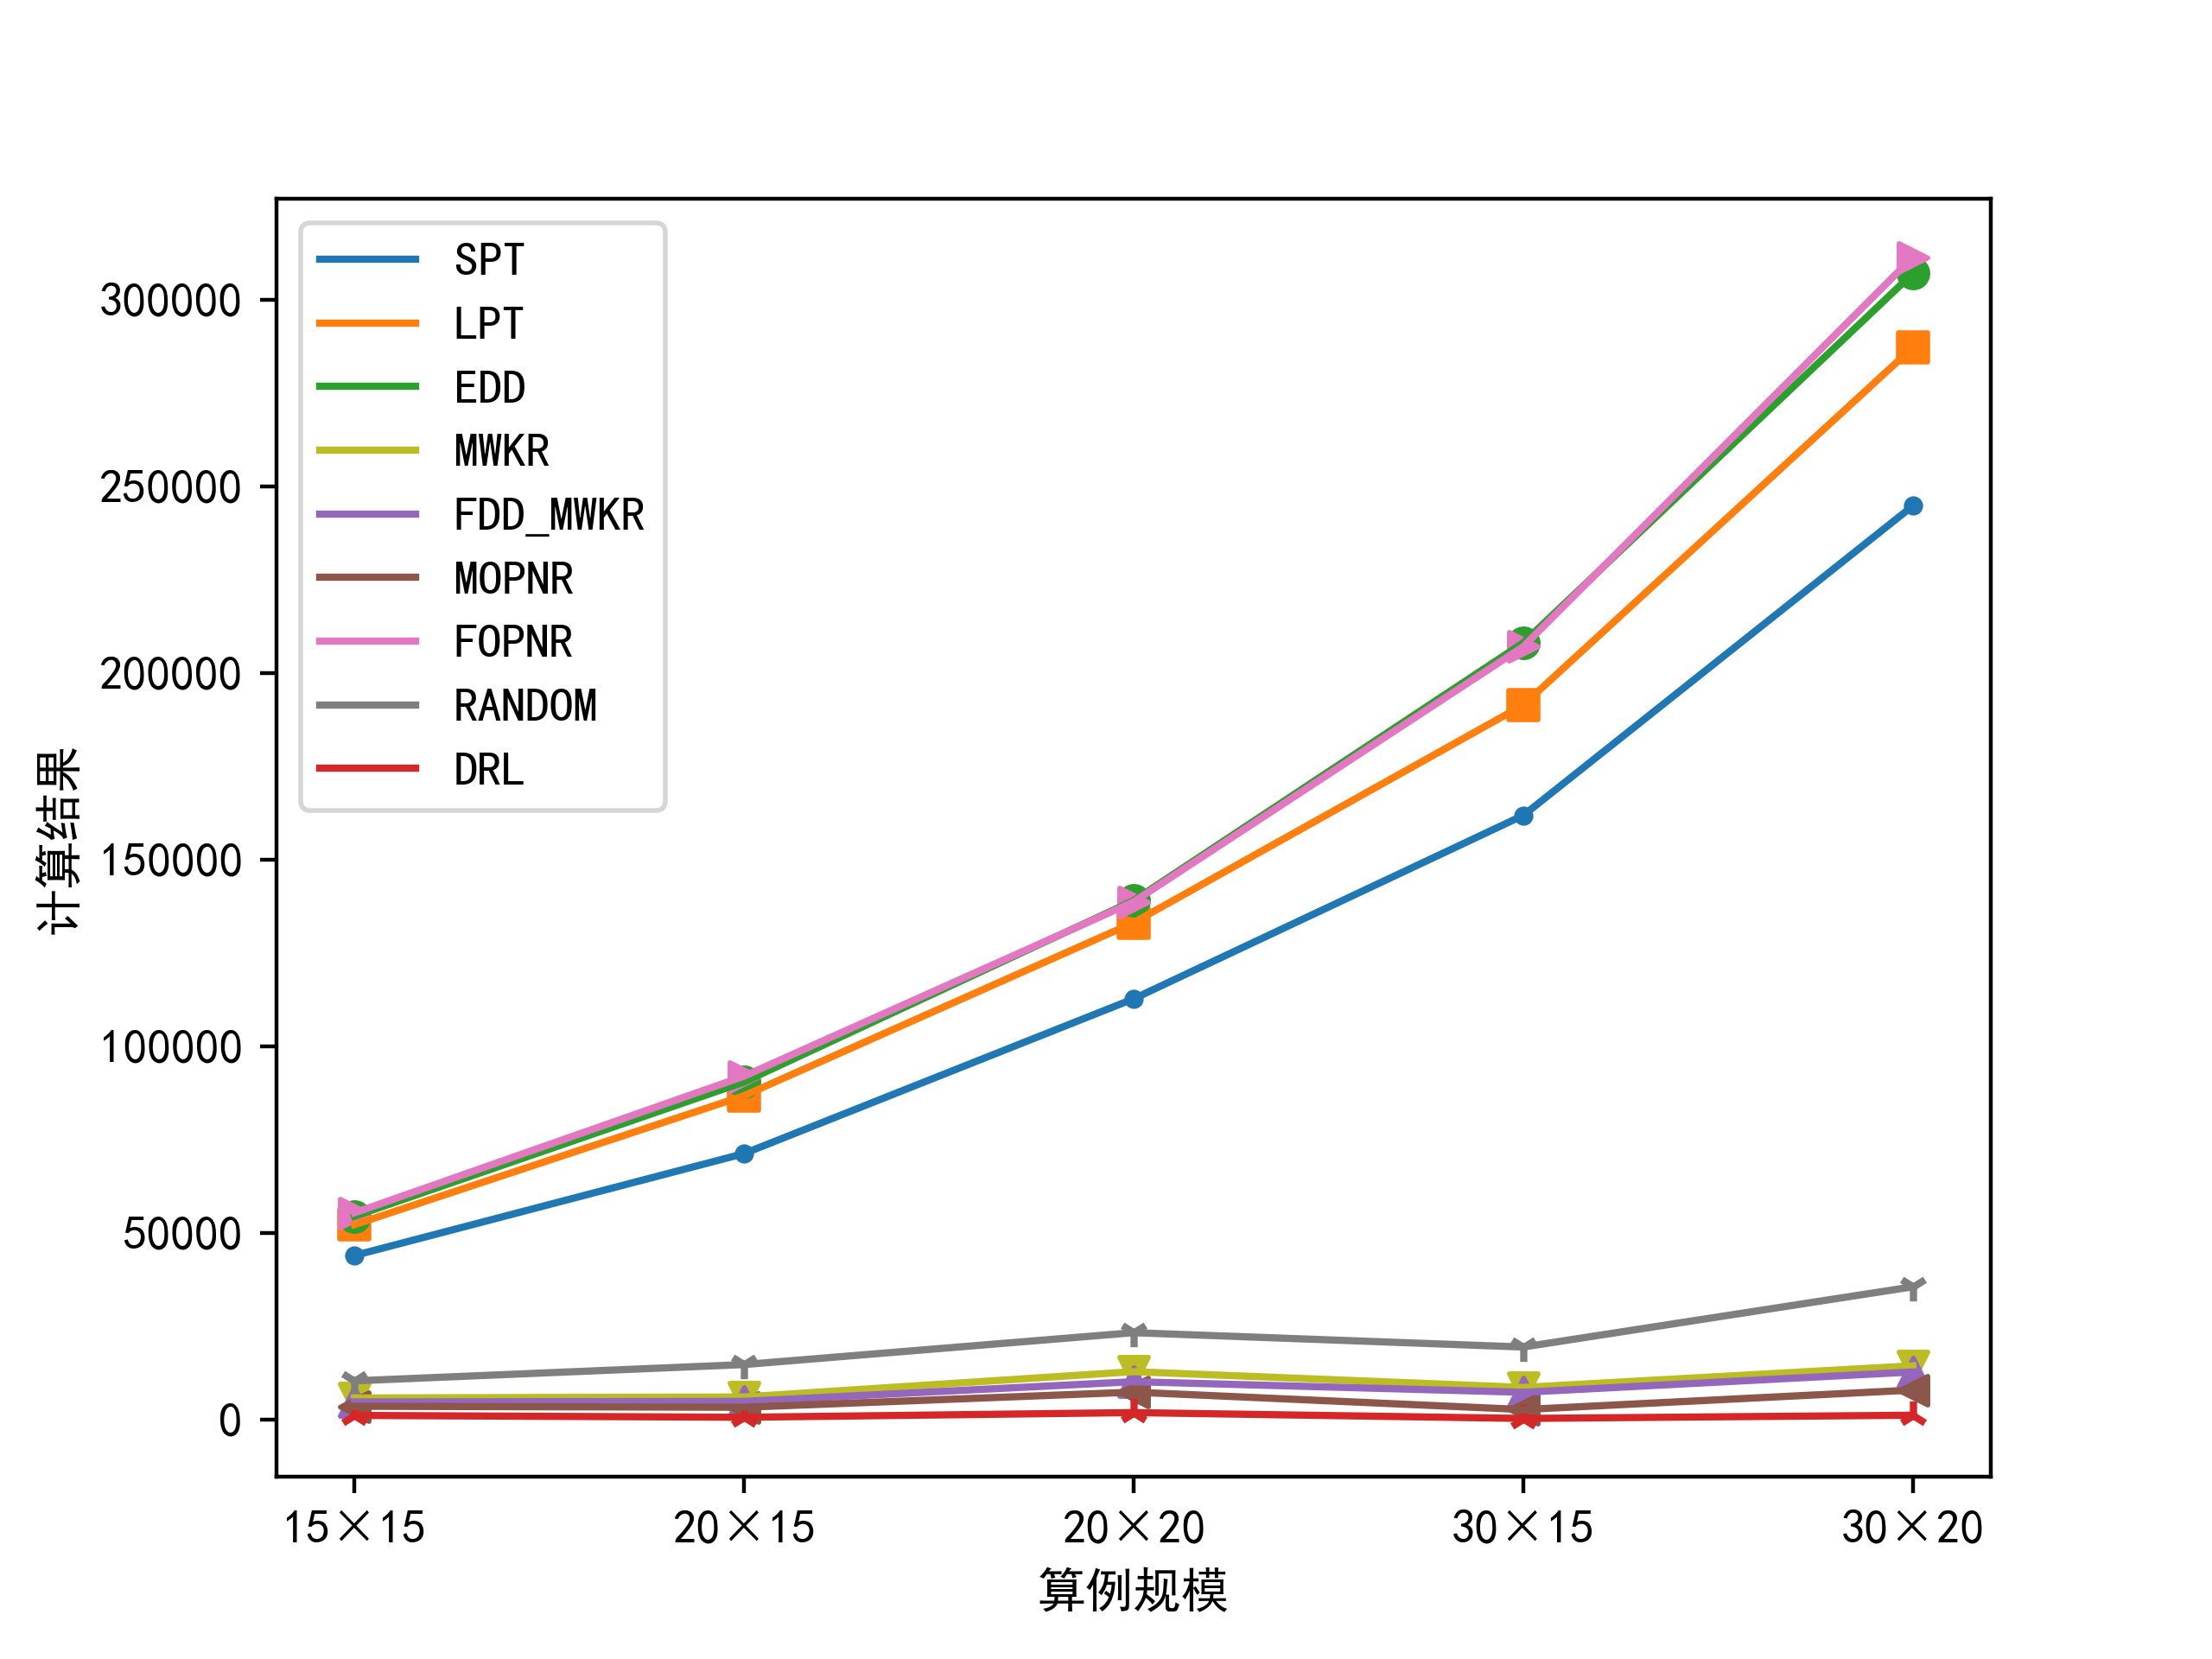 SPT
LPT
EDD
MWKR
FDD_MWKR
MOPNR
FOPNR
RANDOM
DRL
300000
250000
200000
150000
100000
50000
0
计算结果
15×15
20×15
20×20
30×15
30×20
算例规模